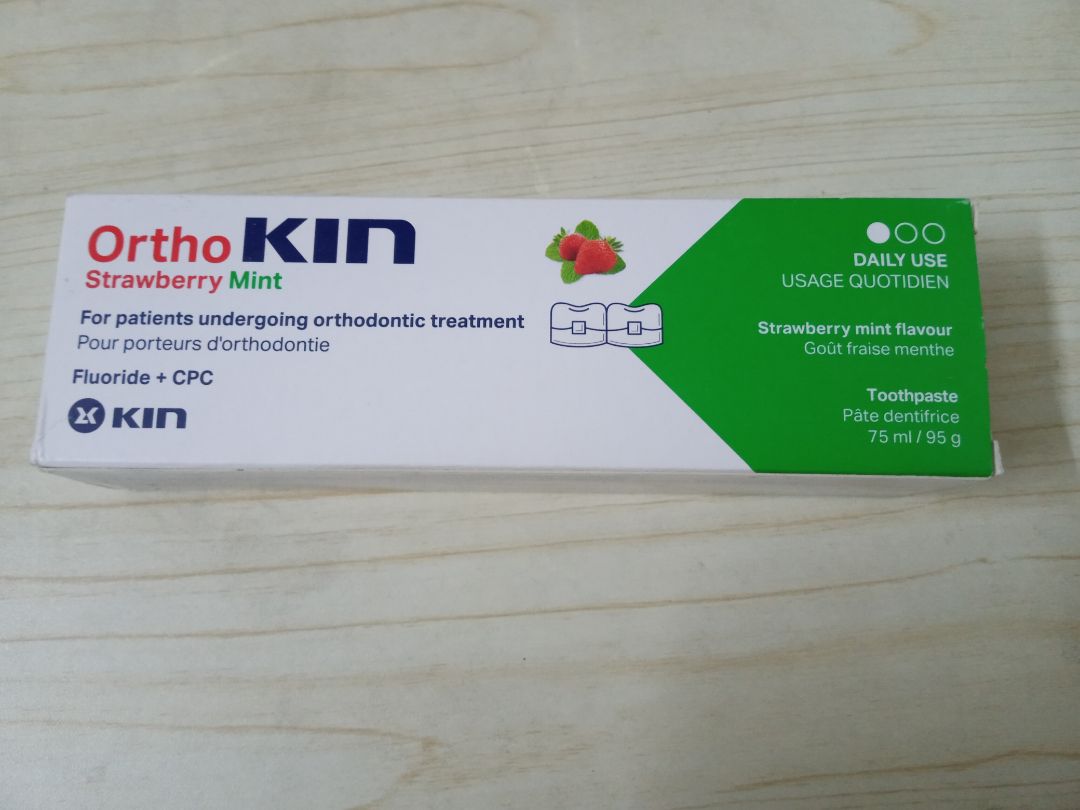 Ortho KIN
Strawberry Mint
For patients undergoing orthodontic treatment
Pour porteurs d'orthodontie
Fluoride + CPC
KIN
DAILY USE
USAGE QUOTIDIEN
Strawberry mint flavour
Goût fraise menthe
Toothpaste
Pâte dentifrice
75 ml / 95 g